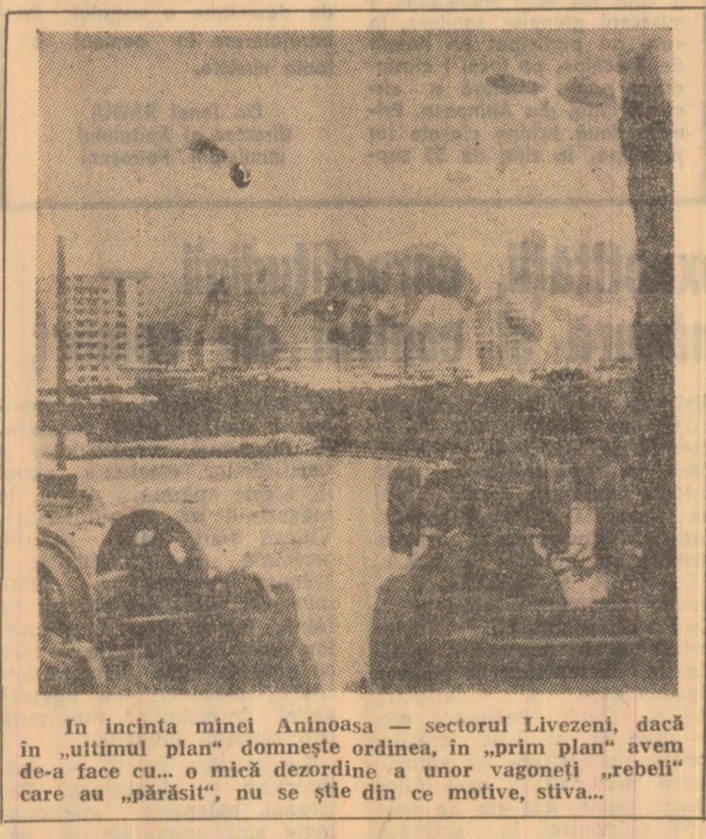 In incinta minei Aninoasa — sectorul Livezeni, dacă
în „ultimul plan“ domnește ordinea, în „prim plan“ avem
de-a face cu... o mică dezordine a unor vagoneți „rebeli“
care au „părăsit“, nu se știe din ce motive, stiva...